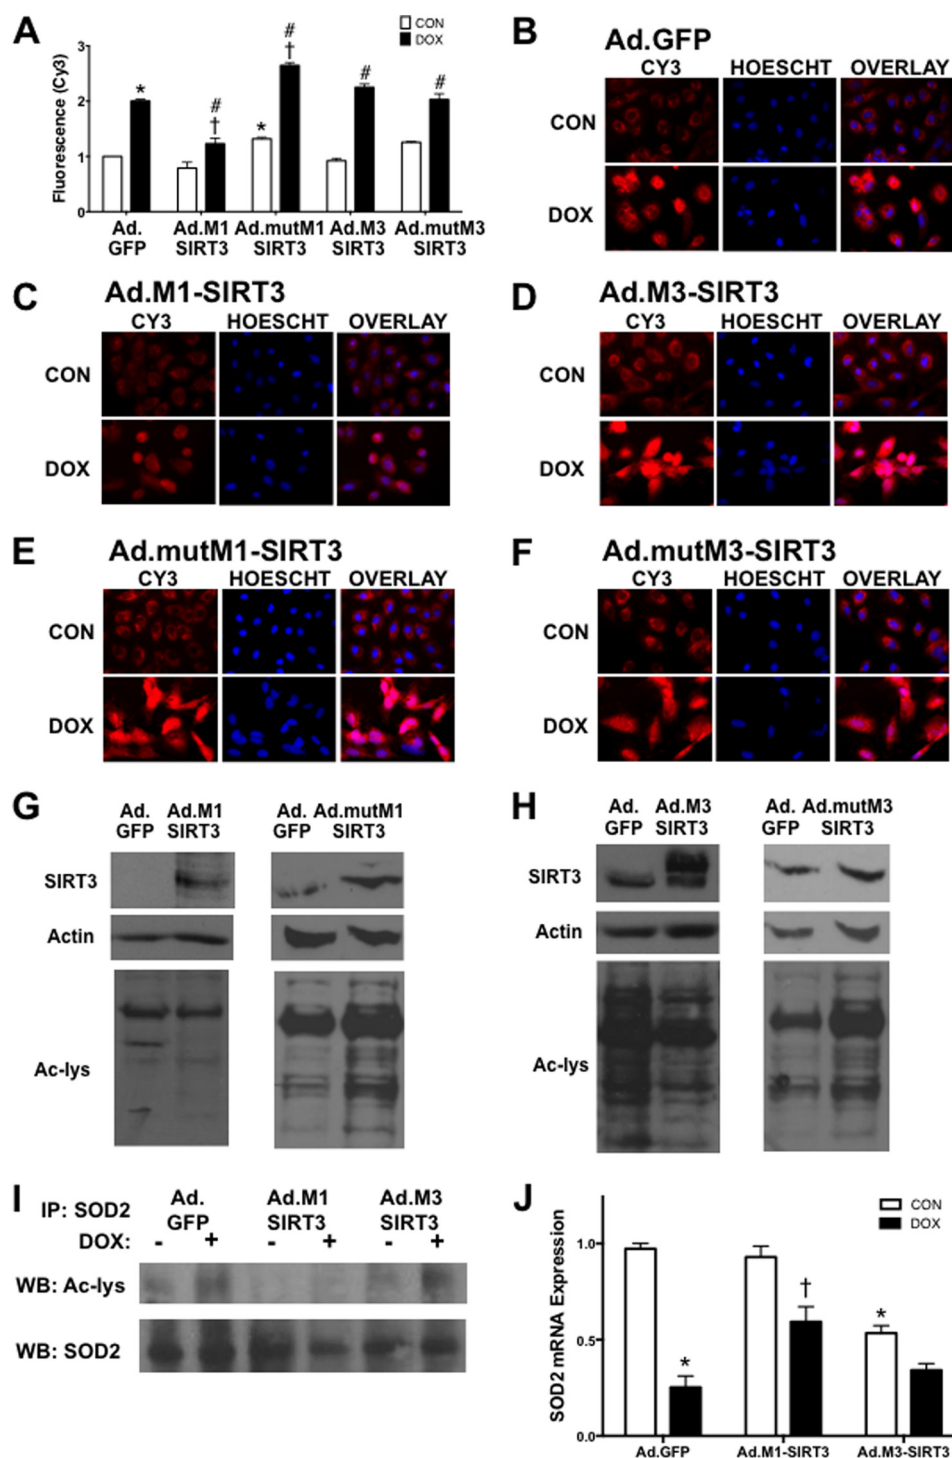 A
CON
DOX
Fluorescence (Cy3)
3
2
1
0
*
#
†
*
#
†
#
#
Ad. GFP
Ad.M1 SIRT3
Ad.mutM1 SIRT3
Ad.M3 SIRT3
Ad.mutM3 SIRT3
B
Ad.GFP
CY3 HOESCHT OVERLAY
CON
DOX
C
Ad.M1-SIRT3
CY3 HOESCHT OVERLAY
CON
DOX
D
Ad.M3-SIRT3
CY3 HOESCHT OVERLAY
CON
DOX
E
Ad.mutM1-SIRT3
CY3 HOESCHT OVERLAY
CON
DOX
F
Ad.mutM3-SIRT3
CY3 HOESCHT OVERLAY
CON
DOX
G
Ad. Ad.M1
GFP SIRT3
Ad. Ad.mutM1
GFP SIRT3
SIRT3
Actin
Ac-lys
H
Ad. Ad.M3
GFP SIRT3
Ad. Ad.mutM3
GFP SIRT3
SIRT3
Actin
Ac-lys
I
IP: SOD2
Ad. Ad.M1 Ad.M3
GFP SIRT3 SIRT3
DOX: - + - + - +
WB: Ac-lys
WB: SOD2
J
CON
DOX
SOD2 mRNA Expression
1.0
0.5
0.0
*
†
*
Ad.GFP Ad.M1-SIRT3 Ad.M3-SIRT3